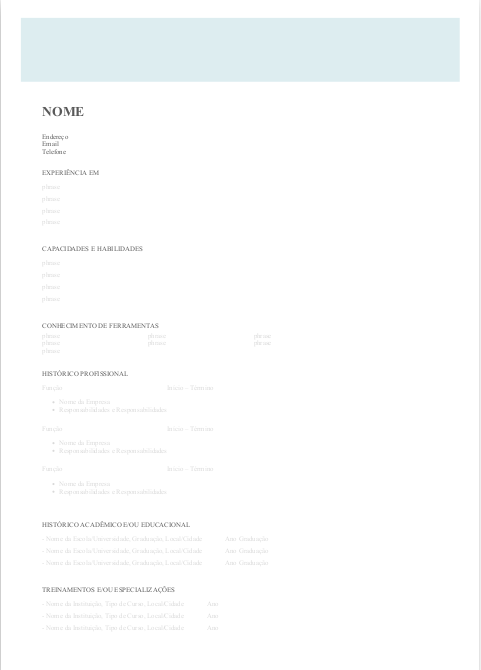 NOME
Endereço
Email
Telefone
EXPERIÊNCIA EM
phrase
phrase
phrase
phrase
CAPACIDADES E HABILIDADES
phrase
phrase
phrase
phrase
CONHECIMENTO DE FERRAMENTAS
phrase phrase phrase
phrase phrase phrase
phrase
HISTÓRICO PROFISSIONAL
Função Início – Término
• Nome da Empresa
• Responsabilidades e Responsabilidades
Função Início – Término
• Nome da Empresa
• Responsabilidades e Responsabilidades
Função Início – Término
• Nome da Empresa
• Responsabilidades e Responsabilidades
HISTÓRICO ACADÊMICO E/OU EDUCACIONAL
- Nome da Escola/Universidade, Graduação, Local/Cidade Ano Graduação
- Nome da Escola/Universidade, Graduação, Local/Cidade Ano Graduação
- Nome da Escola/Universidade, Graduação, Local/Cidade Ano Graduação
TREINAMENTOS E/OU ESPECIALIZAÇÕES
- Nome da Instituição, Tipo de Curso, Local/Cidade Ano
- Nome da Instituição, Tipo de Curso, Local/Cidade Ano
- Nome da Instituição, Tipo de Curso, Local/Cidade Ano